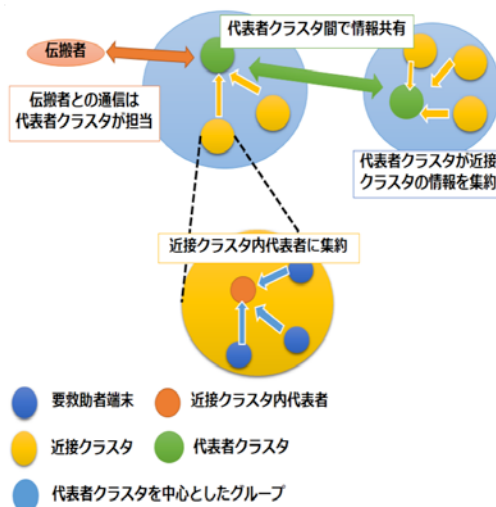 代表者クラスタ間で情報共有
伝搬者
伝搬者との通信は
代表者クラスタが担当
代表者クラスタが近接
クラスタの情報を集約
近接クラスタ内代表者に集約
要救助者端末
近接クラスタ内代表者
近接クラスタ
代表者クラスタ
代表者クラスタを中心としたグループ